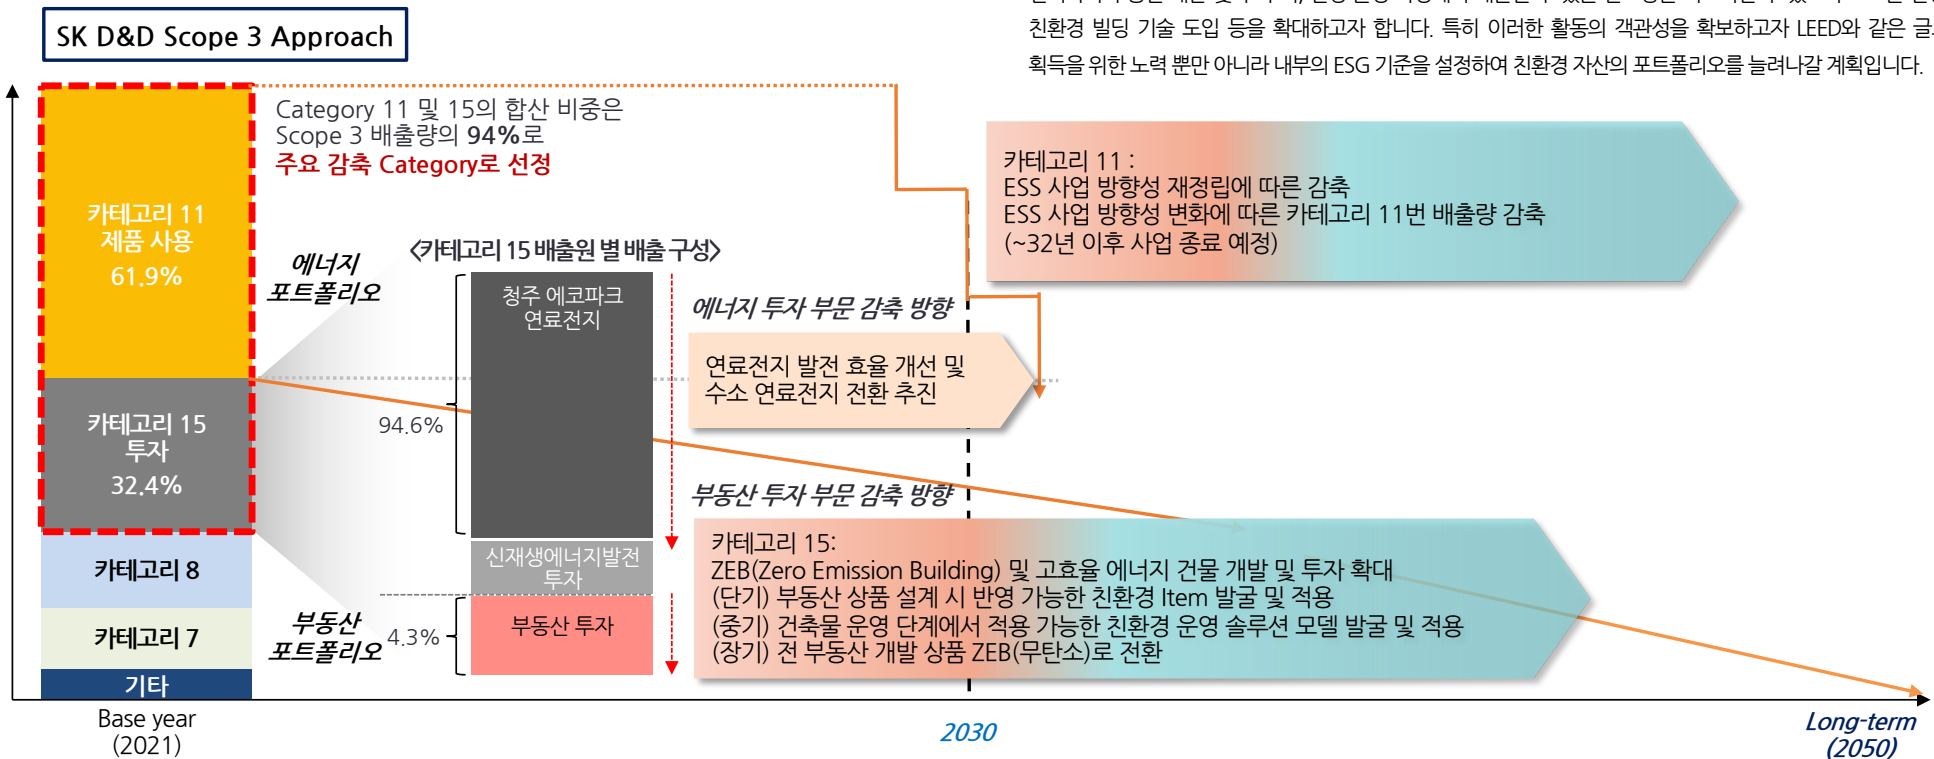 SK D&D Scope 3 Approach
친환경 빌딩 기술 도입 등을 확대하고자 합니다. 특히 이러한 활동의 객관성을 확보하고자 LEED와 같은
획득을 위한 노력 뿐만 아니라 내부의 ESG 기준을 설정하여 친환경 자산의 포트폴리오를 늘려나갈 계획입니다.
Category 11 및 15의 합산 비중은
Scope 3 배출량의 94%로
주요 감축 Category로 선정
카테고리 11 :
ESS 사업 방향성 재정립에 따른 감축
ESS 사업 방향성 변화에 따른 카테고리 11번 배출량 감축
(~32년 이후 사업 종료 예정)
카테고리 11
제품 사용
61.9%
에너지
포트폴리오
<카테고리 15 배출원 별 배출 구성>
청주 에코파크
연료전지
94.6%
에너지 투자 부문 감축 방향
연료전지 발전 효율 개선 및
수소 연료전지 전환 추진
카테고리 15
투자
32.4%
부동산 투자 부문 감축 방향
신재생에너지발전
투자
카테고리 15:
ZEB(Zero Emission Building) 및 고효율 에너지 건물 개발 및 투자 확대
(단기) 부동산 상품 설계 시 반영 가능한 친환경 Item 발굴 및 적용
(중기) 건축물 운영 단계에서 적용 가능한 친환경 운영 솔루션 모델 발굴 및 적용
(장기) 전 부동산 개발 상품 ZEB(무탄소)로 전환
카테고리 8
카테고리 7
부동산
포트폴리오
4.3%
부동산 투자
기타
Base year
(2021)
2030
Long-term
(2050)